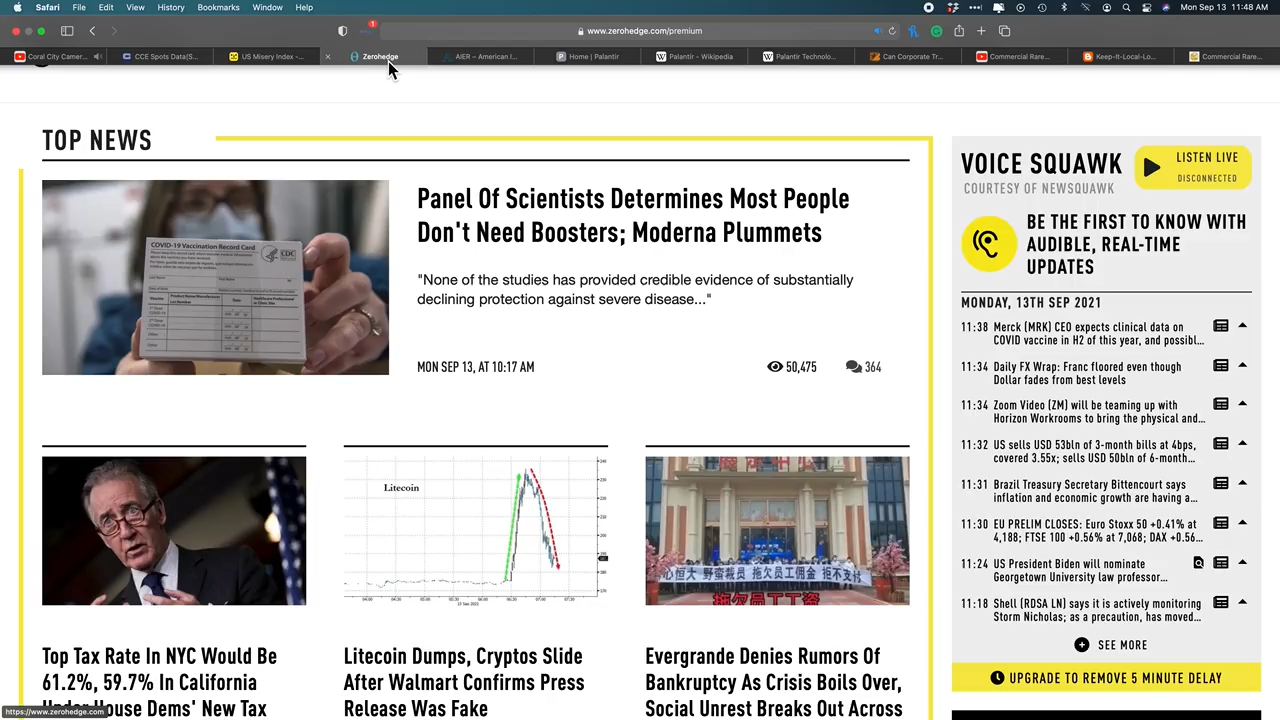 Safari File Edit View History Bookmarks Window Help
Mon Sep 13 11:48 AM
www.zerohedge.com/premium
Coral City Camer...
CCE Spots Data(S...
US Misery Index -...
Zerohedge
AIER – American I...
Home | Palantir
Palantir - Wikipedia
Palantir Technolo...
Can Corporate Tr...
Commercial Rare...
Keep-It-Local-Lo...
Commercial Rare...
TOP NEWS
COVID-19 Vaccination Record Card
CDC
Panel Of Scientists Determines Most People
Don't Need Boosters; Moderna Plummets
"None of the studies has provided credible evidence of substantially
declining protection against severe disease..."
MON SEP 13, AT 10:17 AM
50,475
364
Litecoin
Top Tax Rate In NYC Would Be
61.2%, 59.7% In California
Under House Dems' New Tax
Litecoin Dumps, Cryptos Slide
After Walmart Confirms Press
Release Was Fake
Evergrande Denies Rumors Of
Bankruptcy As Crisis Boils Over,
Social Unrest Breaks Out Across
https://www.zerohedge.com
VOICE SQUAWK
COURTESY OF NEWSQUAWK
LISTEN LIVE
DISCONNECTED
BE THE FIRST TO KNOW WITH
AUDIBLE, REAL-TIME
UPDATES
MONDAY, 13TH SEP 2021
11:38 Merck (MRK) CEO expects clinical data on
COVID vaccine in H2 of this year, and possibl...
11:34 Daily FX Wrap: Franc floored even though
Dollar fades from best levels
11:34 Zoom Video (ZM) will be teaming up with
Horizon Workrooms to bring the physical and...
11:32 US sells USD 53bln of 3-month bills at 4bps,
covered 3.55x; sells USD 50bln of 6-month...
11:31 Brazil Treasury Secretary Bittencourt says
inflation and economic growth are having a...
11:30 EU PRELIM CLOSES: Euro Stoxx 50 +0.41% at
4,188; FTSE 100 +0.56% at 7,068; DAX +0.56...
11:24 US President Biden will nominate
Georgetown University law professor...
11:18 Shell (RDSA LN) says it is actively monitoring
Storm Nicholas; as a precaution, has moved...
SEE MORE
UPGRADE TO REMOVE 5 MINUTE DELAY